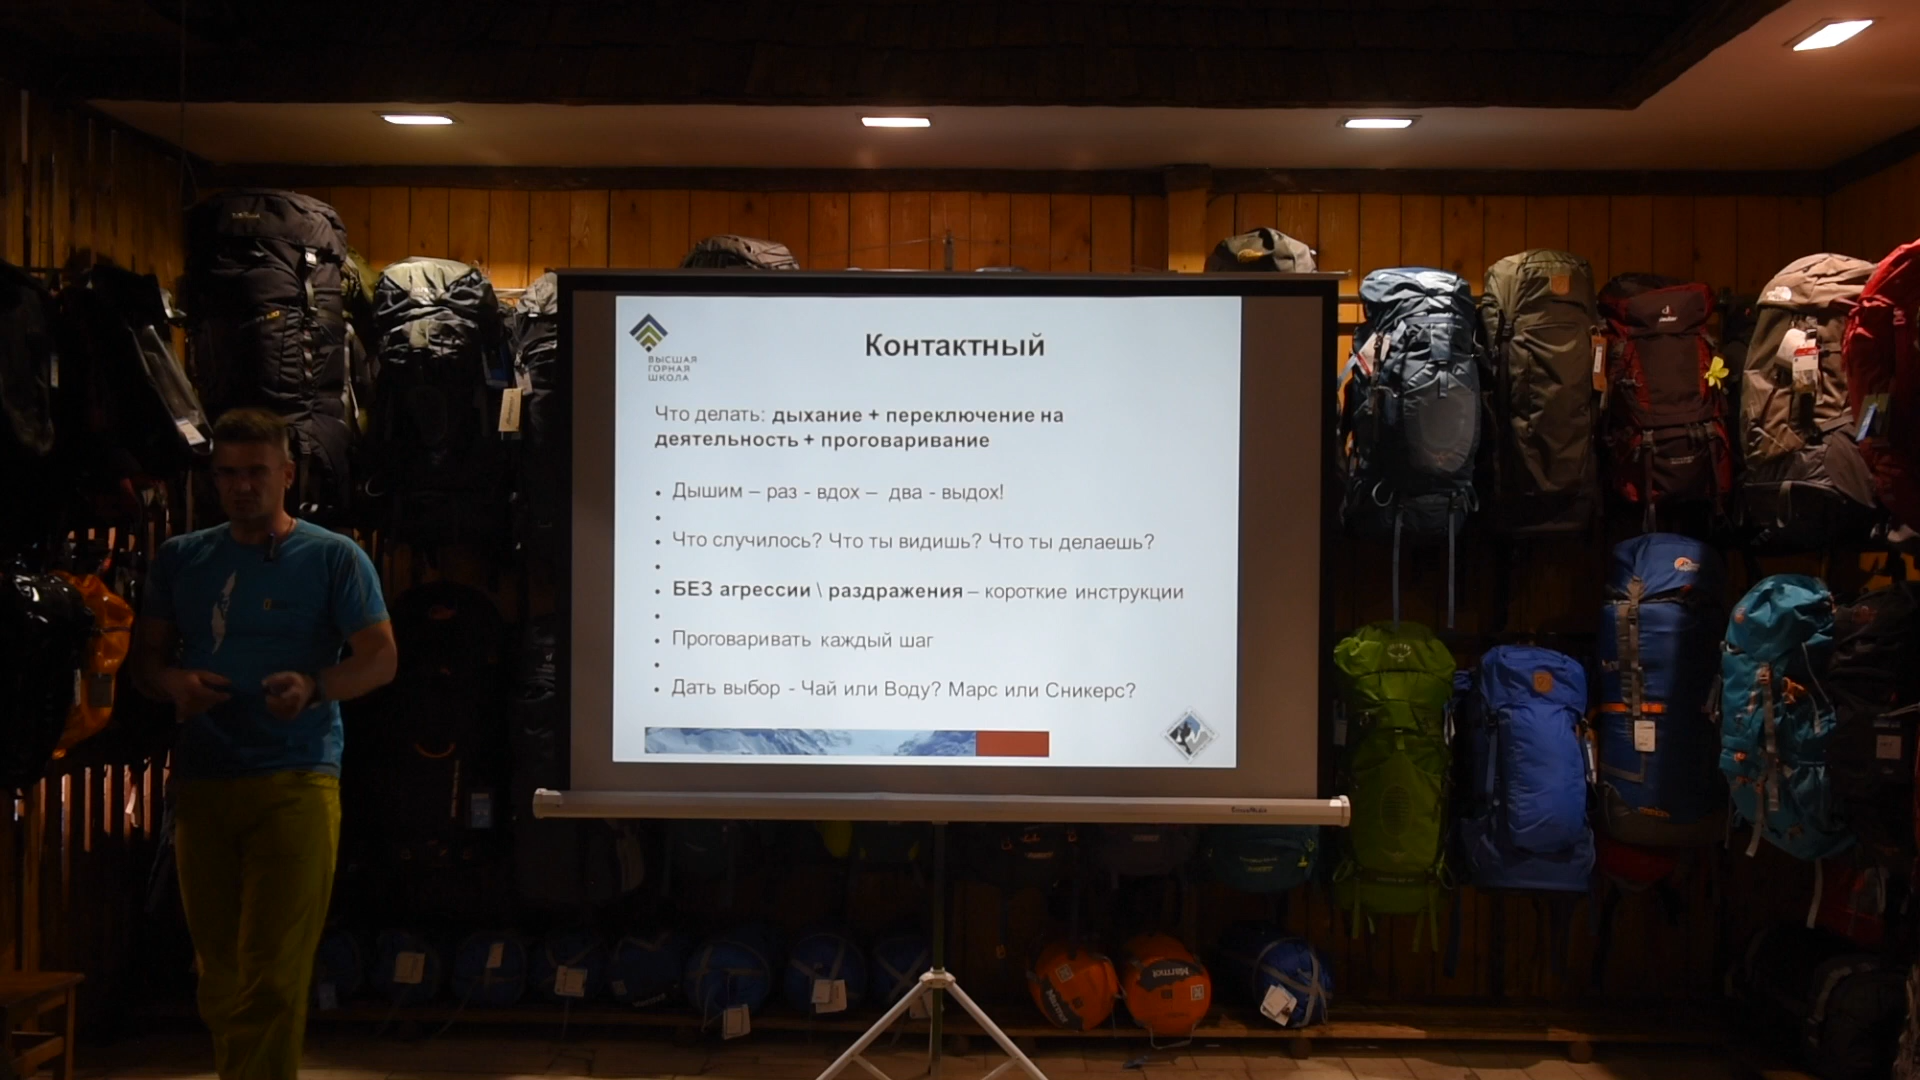 ВЫСШАЯ
ГОРНАЯ
ШКОЛА
Контактный
Что делать: дыхание + переключение на
деятельность + проговаривание
Дышим – раз - вдох – два - выдох!
Что случилось? Что ты видишь? Что ты делаешь?
БЕЗ агрессии \ раздражения – короткие инструкции
Проговаривать каждый шаг
Дать выбор - Чай или Воду? Марс или Сникерс?
Marmot